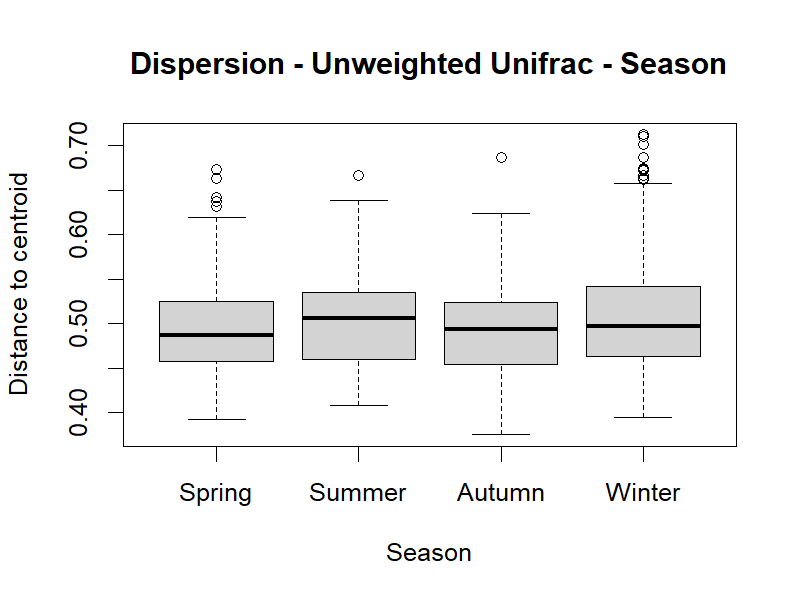 Dispersion - Unweighted Unifrac - Season
Distance to centroid
0.70
0.60
0.50
0.40
Spring Summer Autumn Winter
Season